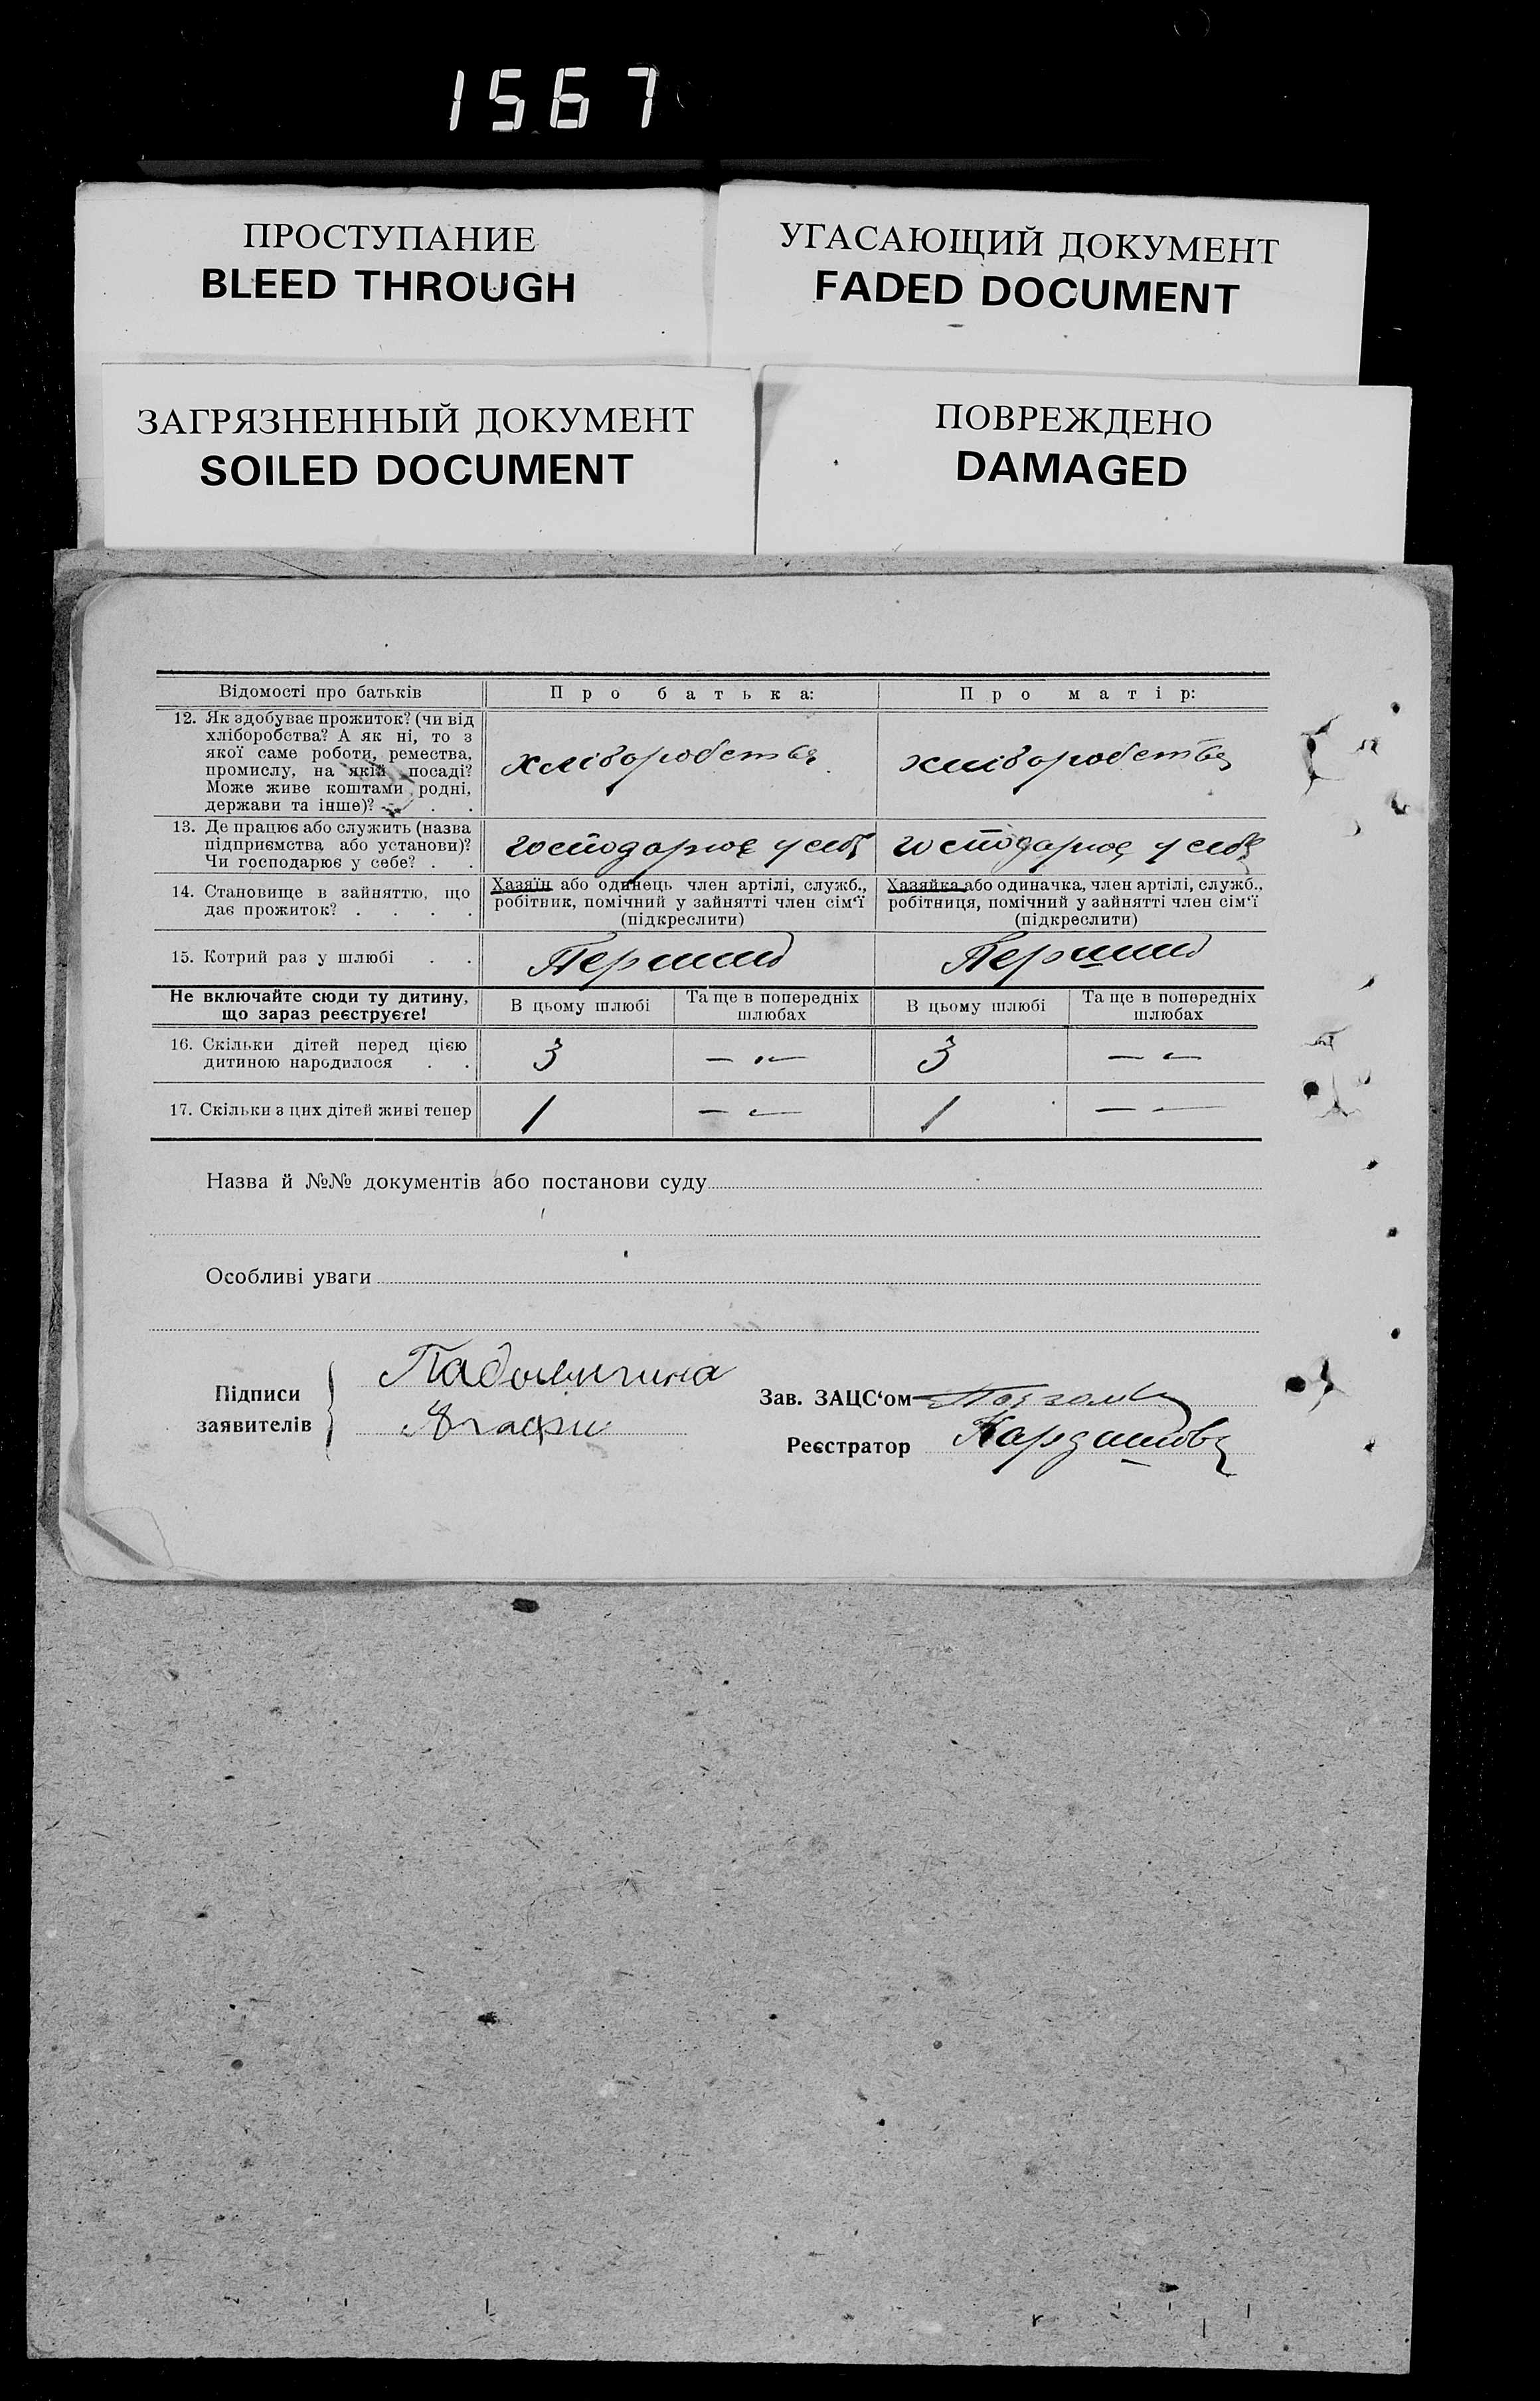 1567
ПРОСТУПАНИЕ
BLEED THROUGH
УГАСАЮЩИЙ ДОКУМЕНТ
FADED DOCUMENT
ЗАГРЯЗНЕННЫЙ ДОКУМЕНТ
SOILED DOCUMENT
ПОВРЕЖДЕНО
DAMAGED
Відомості про батьків Про батька: Про матір:
12. Як здобуває прожиток? (чи від
хліборобства? А як ні, то з
якої саме роботи, ремества,
промислу, на якій посаді?
Може живе коштами родні,
держави та інше)? . .
хліборобства хліборобства
13. Де працює або служить (назва
підприємства або установи)?
Чи господарює у себе? . .
господарює у себе господарює у себе
14. Становище в зайняттю, що
дає прожиток? . . . .
Хазяїн або одинець член артілі, служб.,
робітник, помічний у зайнятті член сім'ї
(підкреслити)
Хазяйка або одиначка, член артілі, служб.,
робітниця, помічний у зайнятті член сім'ї
(підкреслити)
15. Котрий раз у шлюбі . . Перший Перший
Не включайте сюди ту дитину,
що зараз реєструєте!
В цьому шлюбі Та ще в попередніх
шлюбах
В цьому шлюбі Та ще в попередніх
шлюбах
16. Скільки дітей перед цією
дитиною народилося . .
3 — „— 3 — —
17. Скільки з цих дітей живі тепер 1 — — 1 — —
Назва й №№ документів або постанови суду
Особливі уваги
Підписи
заявителів
Зав. ЗАЦС'ом
Реєстратор